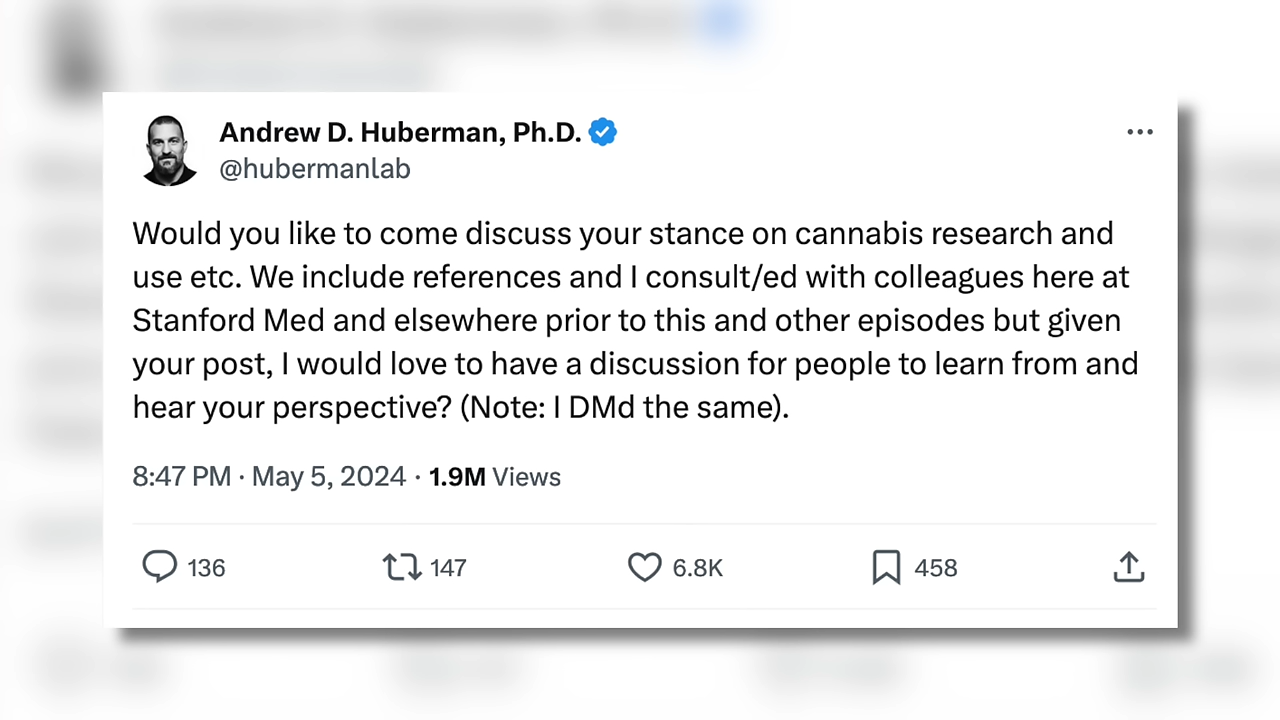 Andrew D. Huberman, Ph.D.
@hubermanlab
Would you like to come discuss your stance on cannabis research and
use etc. We include references and I consult/ed with colleagues here at
Stanford Med and elsewhere prior to this and other episodes but given
your post, I would love to have a discussion for people to learn from and
hear your perspective? (Note: I DMd the same).
8:47 PM · May 5, 2024 · 1.9M Views
136 147 6.8K 458